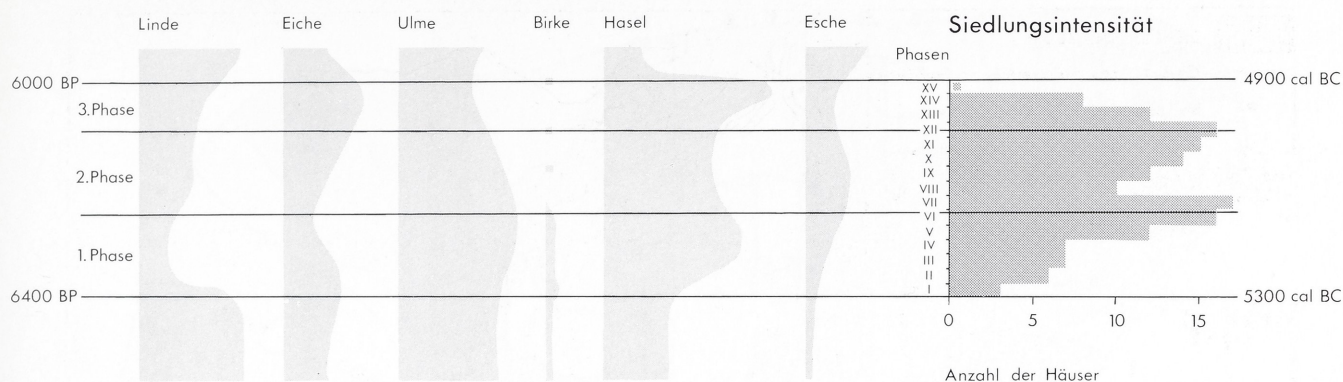 Linde Eiche Ulme Birke Hasel Esche Siedlungsintensität
Phasen
6000 BP 4900 cal BC
XV
XIV
3.Phase
XIII
XII
XI
X
2.Phase
IX
VIII
VII
VI
V
1.Phase
IV
III
II
I
6400 BP 5300 cal BC
0 5 10 15
Anzahl der Häuser